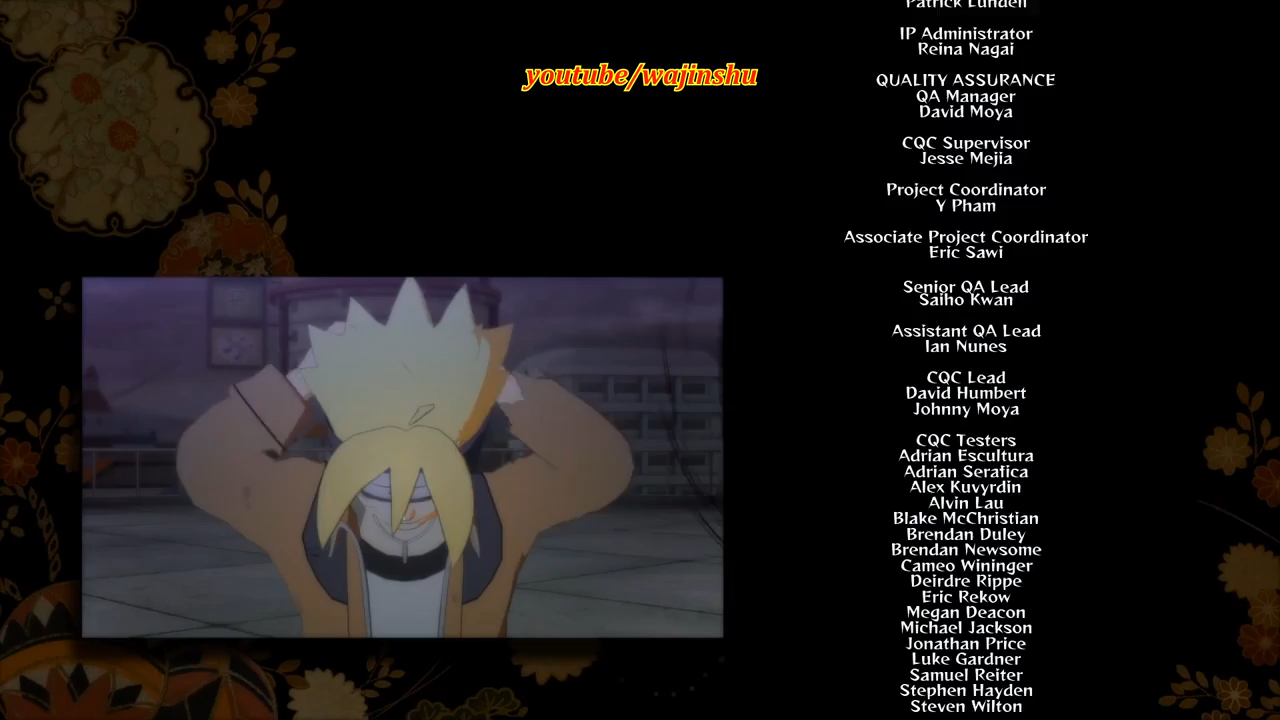 Patrick Lundell
IP Administrator
Reina Nagai
youtube/wajinshu
QUALITY ASSURANCE
QA Manager
David Moya
CQC Supervisor
Jesse Mejia
Project Coordinator
Y Pham
Associate Project Coordinator
Eric Sawi
Senior QA Lead
Saiho Kwan
Assistant QA Lead
Ian Nunes
CQC Lead
David Humbert
Johnny Moya
CQC Testers
Adrian Escultura
Adrian Serafica
Alex Kuvyrdin
Alvin Lau
Blake McChristian
Brendan Duley
Brendan Newsome
Cameo Wininger
Deirdre Rippe
Eric Rekow
Megan Deacon
Michael Jackson
Jonathan Price
Luke Gardner
Samuel Reiter
Stephen Hayden
Steven Wilton